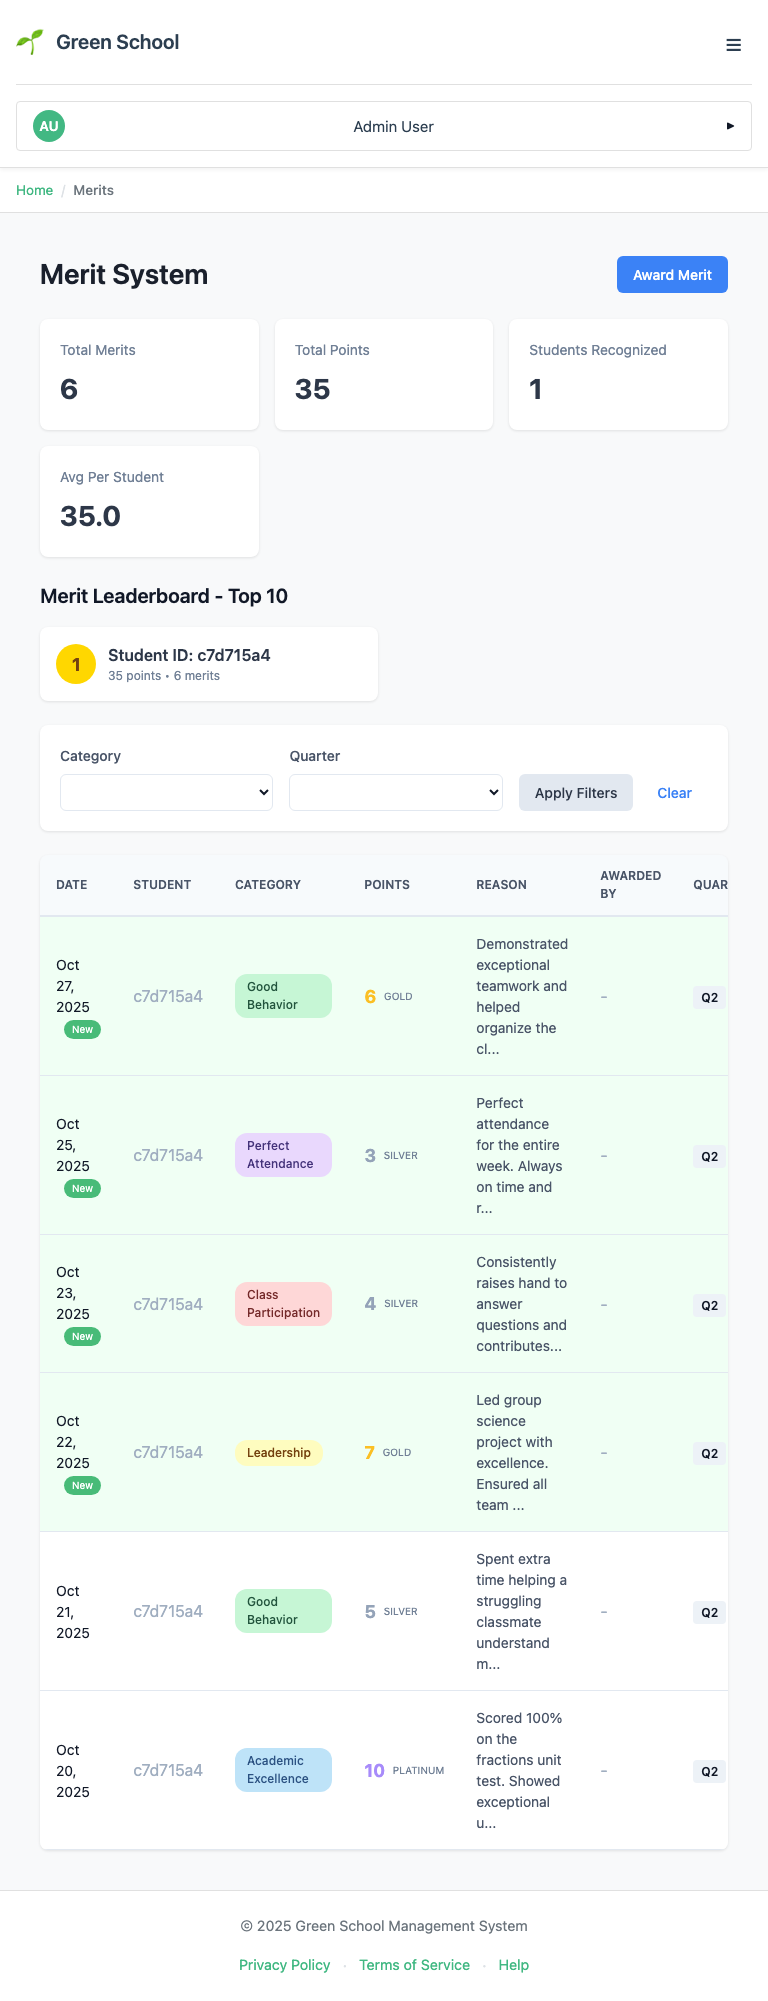 Green School
AU
Admin User
Home / Merits
Merit System
Award Merit
Total Merits
6
Total Points
35
Students Recognized
1
Avg Per Student
35.0
Merit Leaderboard - Top 10
1
Student ID: c7d715a4
35 points • 6 merits
Category
Quarter
Apply Filters
Clear
DATE STUDENT CATEGORY POINTS REASON AWARDED BY QUAR
Oct
27,
2025
New
c7d715a4
Good
Behavior
6 GOLD
Demonstrated
exceptional
teamwork and
helped
organize the
cl...
-
Q2
Oct
25,
2025
New
c7d715a4
Perfect
Attendance
3 SILVER
Perfect
attendance
for the entire
week. Always
on time and
r...
-
Q2
Oct
23,
2025
New
c7d715a4
Class
Participation
4 SILVER
Consistently
raises hand to
answer
questions and
contributes...
-
Q2
Oct
22,
2025
New
c7d715a4
Leadership
7 GOLD
Led group
science
project with
excellence.
Ensured all
team ...
-
Q2
Oct
21,
2025
c7d715a4
Good
Behavior
5 SILVER
Spent extra
time helping a
struggling
classmate
understand
m...
-
Q2
Oct
20,
2025
c7d715a4
Academic
Excellence
10 PLATINUM
Scored 100%
on the
fractions unit
test. Showed
exceptional
u...
-
Q2
© 2025 Green School Management System
Privacy Policy · Terms of Service · Help